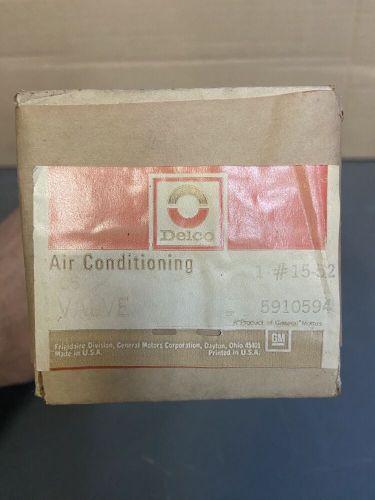 Delco
Air Conditioning
1 #15-52
VALVE
5910594
A Product of General Motors
Frigidaire Division, General Motors Corporation, Dayton, Ohio 45401
Made in U.S.A.
Printed in U.S.A.
GM